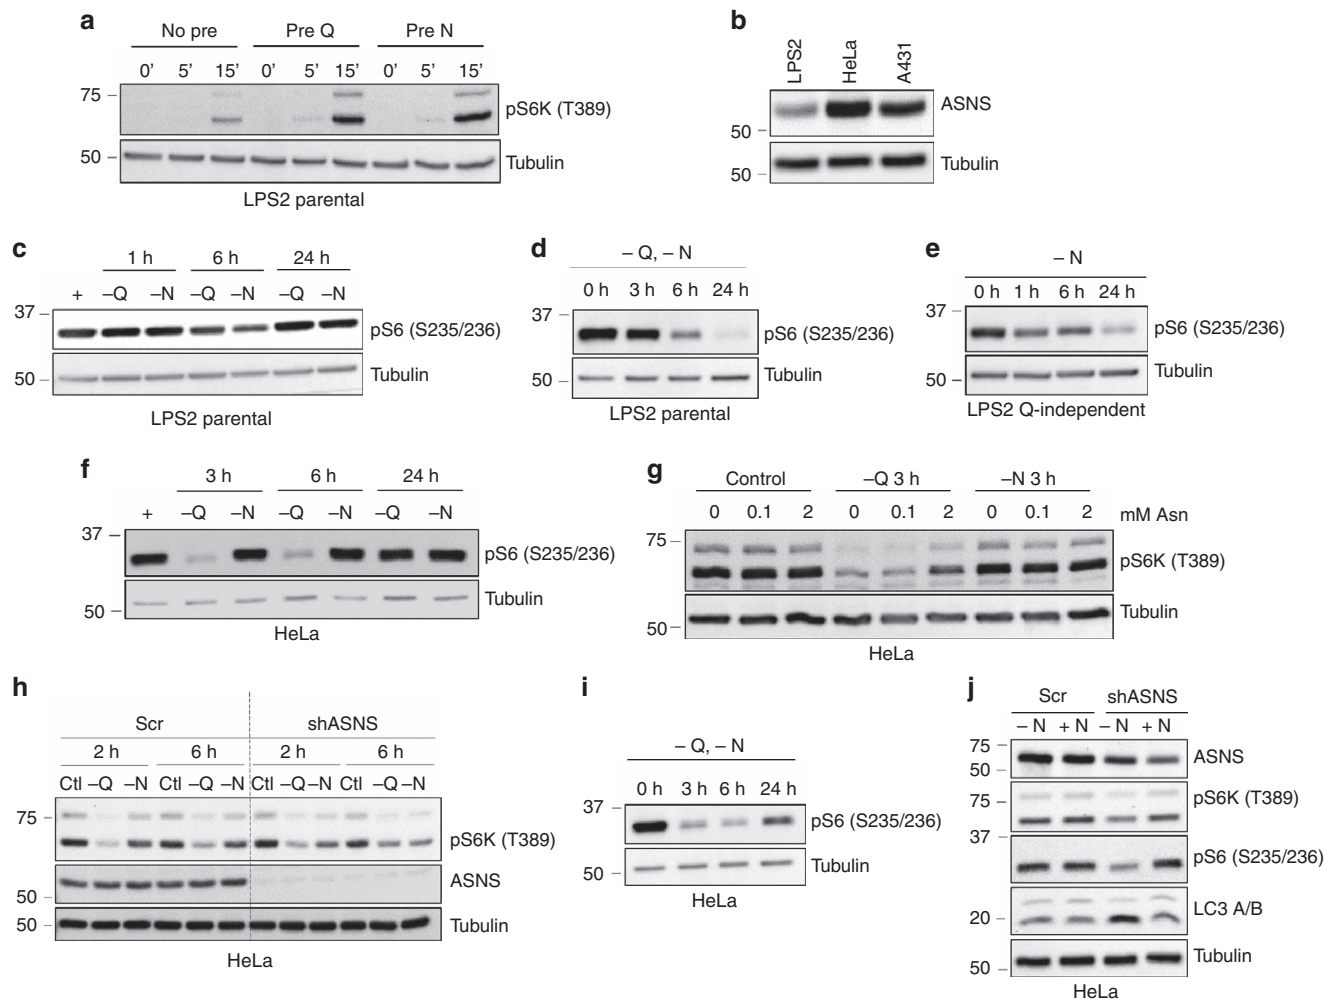 a
No pre Pre Q Pre N
0' 5' 15' 0' 5' 15' 0' 5' 15'
75
pS6K (T389)
50
Tubulin
LPS2 parental
b
LPS2 HeLa A431
ASNS
50
Tubulin
50
c
1 h 6 h 24 h
+ –Q –N –Q –N –Q –N
37
pS6 (S235/236)
Tubulin
50
LPS2 parental
d
– Q, – N
0 h 3 h 6 h 24 h
37
pS6 (S235/236)
Tubulin
50
LPS2 parental
e
– N
0 h 1 h 6 h 24 h
37
pS6 (S235/236)
Tubulin
50
LPS2 Q-independent
f
3 h 6 h 24 h
+ –Q –N –Q –N –Q –N
37
pS6 (S235/236)
Tubulin
50
HeLa
g
Control –Q 3 h –N 3 h
0 0.1 2 0 0.1 2 0 0.1 2 mM Asn
75
pS6K (T389)
Tubulin
50
HeLa
h
Scr shASNS
2 h 6 h 2 h 6 h
Ctl –Q –N Ctl –Q –N Ctl –Q –N Ctl –Q –N
75
pS6K (T389)
ASNS
50
50 Tubulin
HeLa
i
– Q, – N
0 h 3 h 6 h 24 h
37
pS6 (S235/236)
Tubulin
50
HeLa
j
Scr shASNS
– N + N – N + N
75
ASNS
50
pS6K (T389)
75
37
pS6 (S235/236)
LC3 A/B
20
Tubulin
50
HeLa